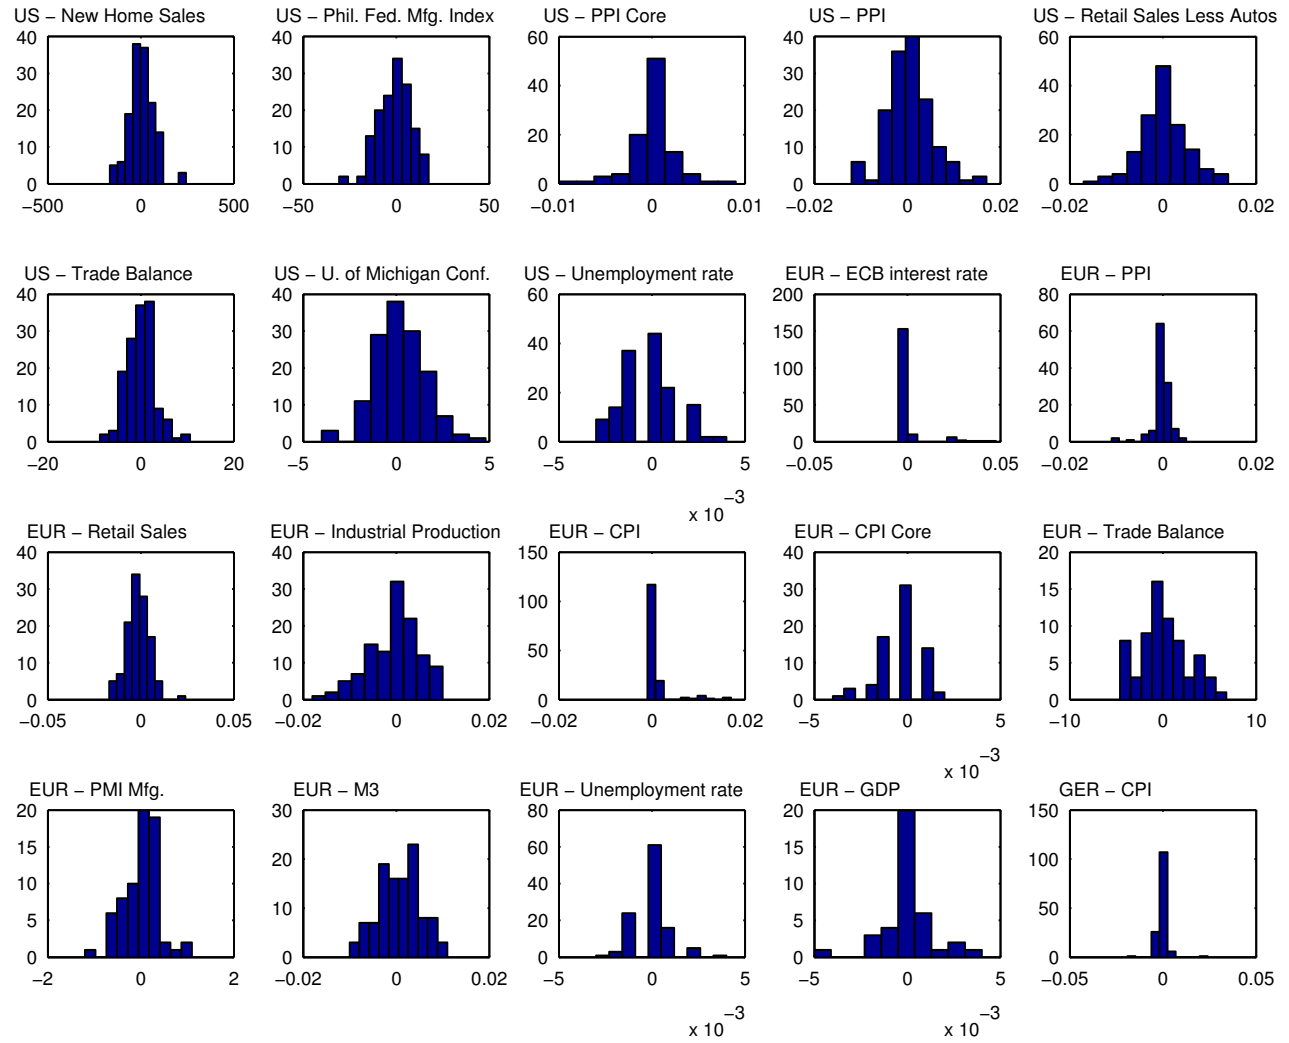 US − New Home Sales
40
30
20
10
0
−500 0 500
US − Phil. Fed. Mfg. Index
40
30
20
10
0
−50 0 50
US − PPI Core
60
40
20
0
−0.01 0 0.01
US − PPI
40
30
20
10
0
−0.02 0 0.02
US − Retail Sales Less Autos
60
40
20
0
−0.02 0 0.02
US − Trade Balance
40
30
20
10
0
−20 0 20
US − U. of Michigan Conf.
40
30
20
10
0
−5 0 5
US − Unemployment rate
60
40
20
0
−5 0 5
x 10−3
EUR − ECB interest rate
200
150
100
50
0
−0.05 0 0.05
EUR − PPI
80
60
40
20
0
−0.02 0 0.02
EUR − Retail Sales
40
30
20
10
0
−0.05 0 0.05
EUR − Industrial Production
40
30
20
10
0
−0.02 0 0.02
EUR − CPI
150
100
50
0
−0.02 0 0.02
EUR − CPI Core
40
30
20
10
0
−5 0 5
x 10−3
EUR − Trade Balance
20
15
10
5
0
−10 0 10
EUR − PMI Mfg.
20
15
10
5
0
−2 0 2
EUR − M3
30
20
10
0
−0.02 0 0.02
EUR − Unemployment rate
80
60
40
20
0
−5 0 5
x 10−3
EUR − GDP
20
15
10
5
0
−5 0 5
x 10−3
GER − CPI
150
100
50
0
−0.05 0 0.05